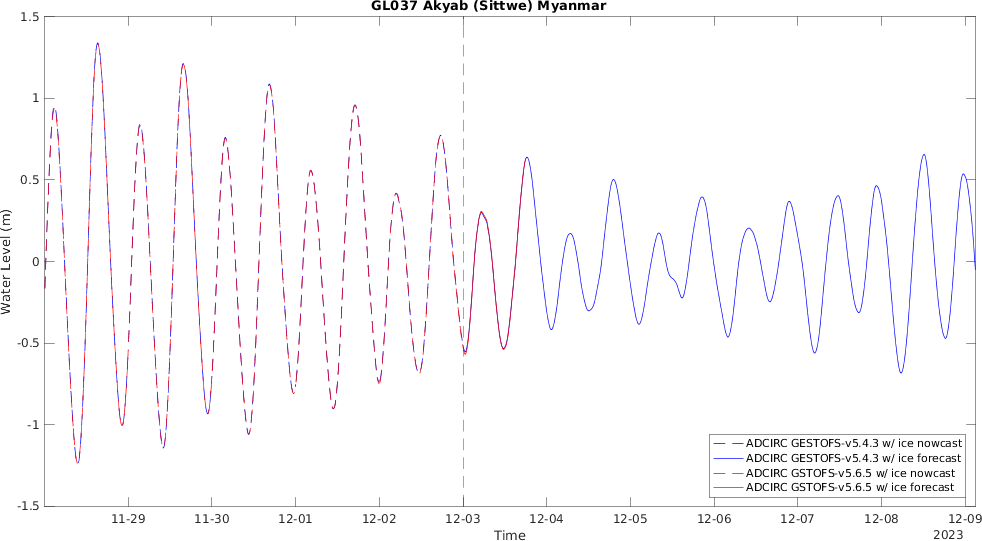 GL037 Akyab (Sittwe) Myanmar
1.5
1
0.5
0
-0.5
-1
-1.5
Water Level (m)
11-29 11-30 12-01 12-02 12-03 12-04 12-05 12-06 12-07 12-08 12-09
2023
Time
ADCIRC GESTOFS-v5.4.3 w/ ice nowcast
ADCIRC GESTOFS-v5.4.3 w/ ice forecast
ADCIRC GSTOFS-v5.6.5 w/ ice nowcast
ADCIRC GSTOFS-v5.6.5 w/ ice forecast